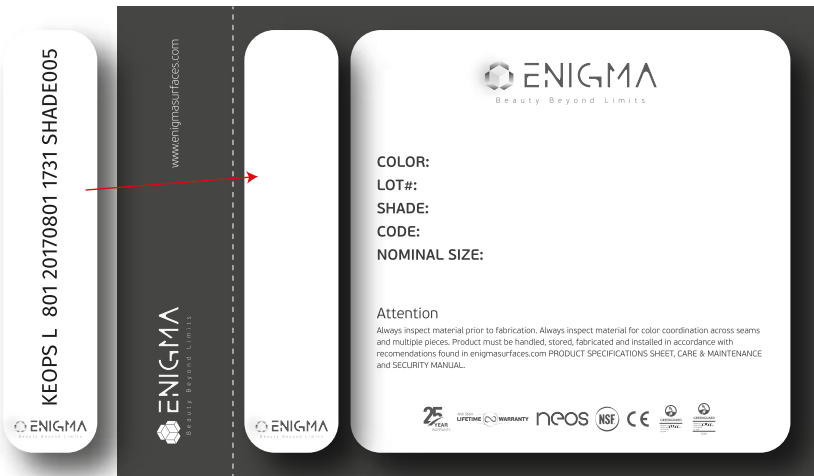 KEOPS L 801 20170801 1731 SHADE005
ENIGMA
Beauty Beyond Limits
www.enigmasurfaces.com
ENIGMA
Beauty Beyond Limits
ENIGMA
Beauty Beyond Limits
ENIGMA
Beauty Beyond Limits
COLOR:
LOT#:
SHADE:
CODE:
NOMINAL SIZE:
Attention
Always inspect material prior to fabrication. Always inspect material for color coordination across seams
and multiple pieces. Product must be handled, stored, fabricated and installed in accordance with
recomendations found in enigmasurfaces.com PRODUCT SPECIFICATIONS SHEET, CARE & MAINTENANCE
and SECURITY MANUAL.
25
YEAR
WARRANTY
LIFETIME WARRANTY
neos
NSF
CE
GREENGUARD
GREENGUARD